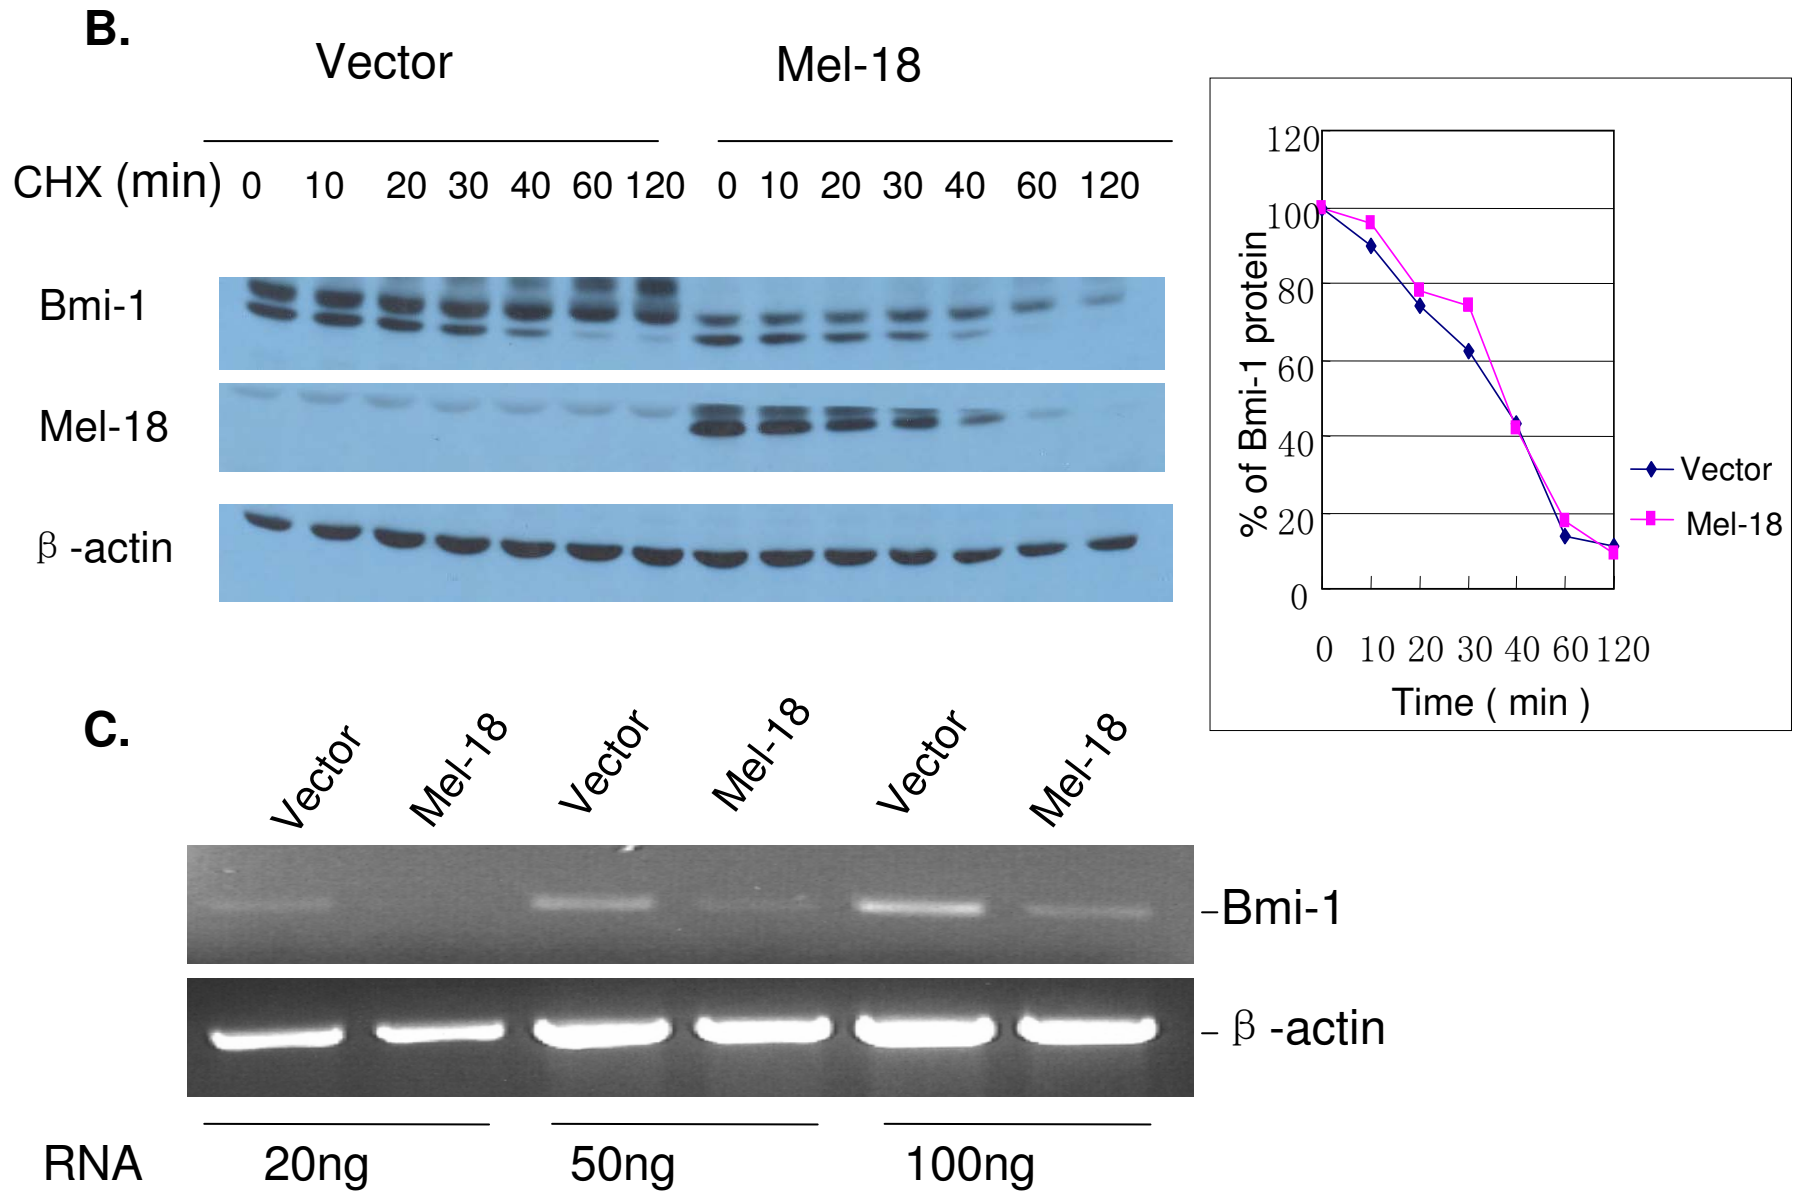 B.
Vector Mel-18
CHX (min) 0 10 20 30 40 60 120 0 10 20 30 40 60 120
Bmi-1
Mel-18
β-actin
120
100
80
60
40
20
0
% of Bmi-1 protein
0 10 20 30 40 60 120
Time ( min )
Vector
Mel-18
C.
Vector Mel-18 Vector Mel-18 Vector Mel-18
–Bmi-1
– β-actin
RNA 20ng 50ng 100ng